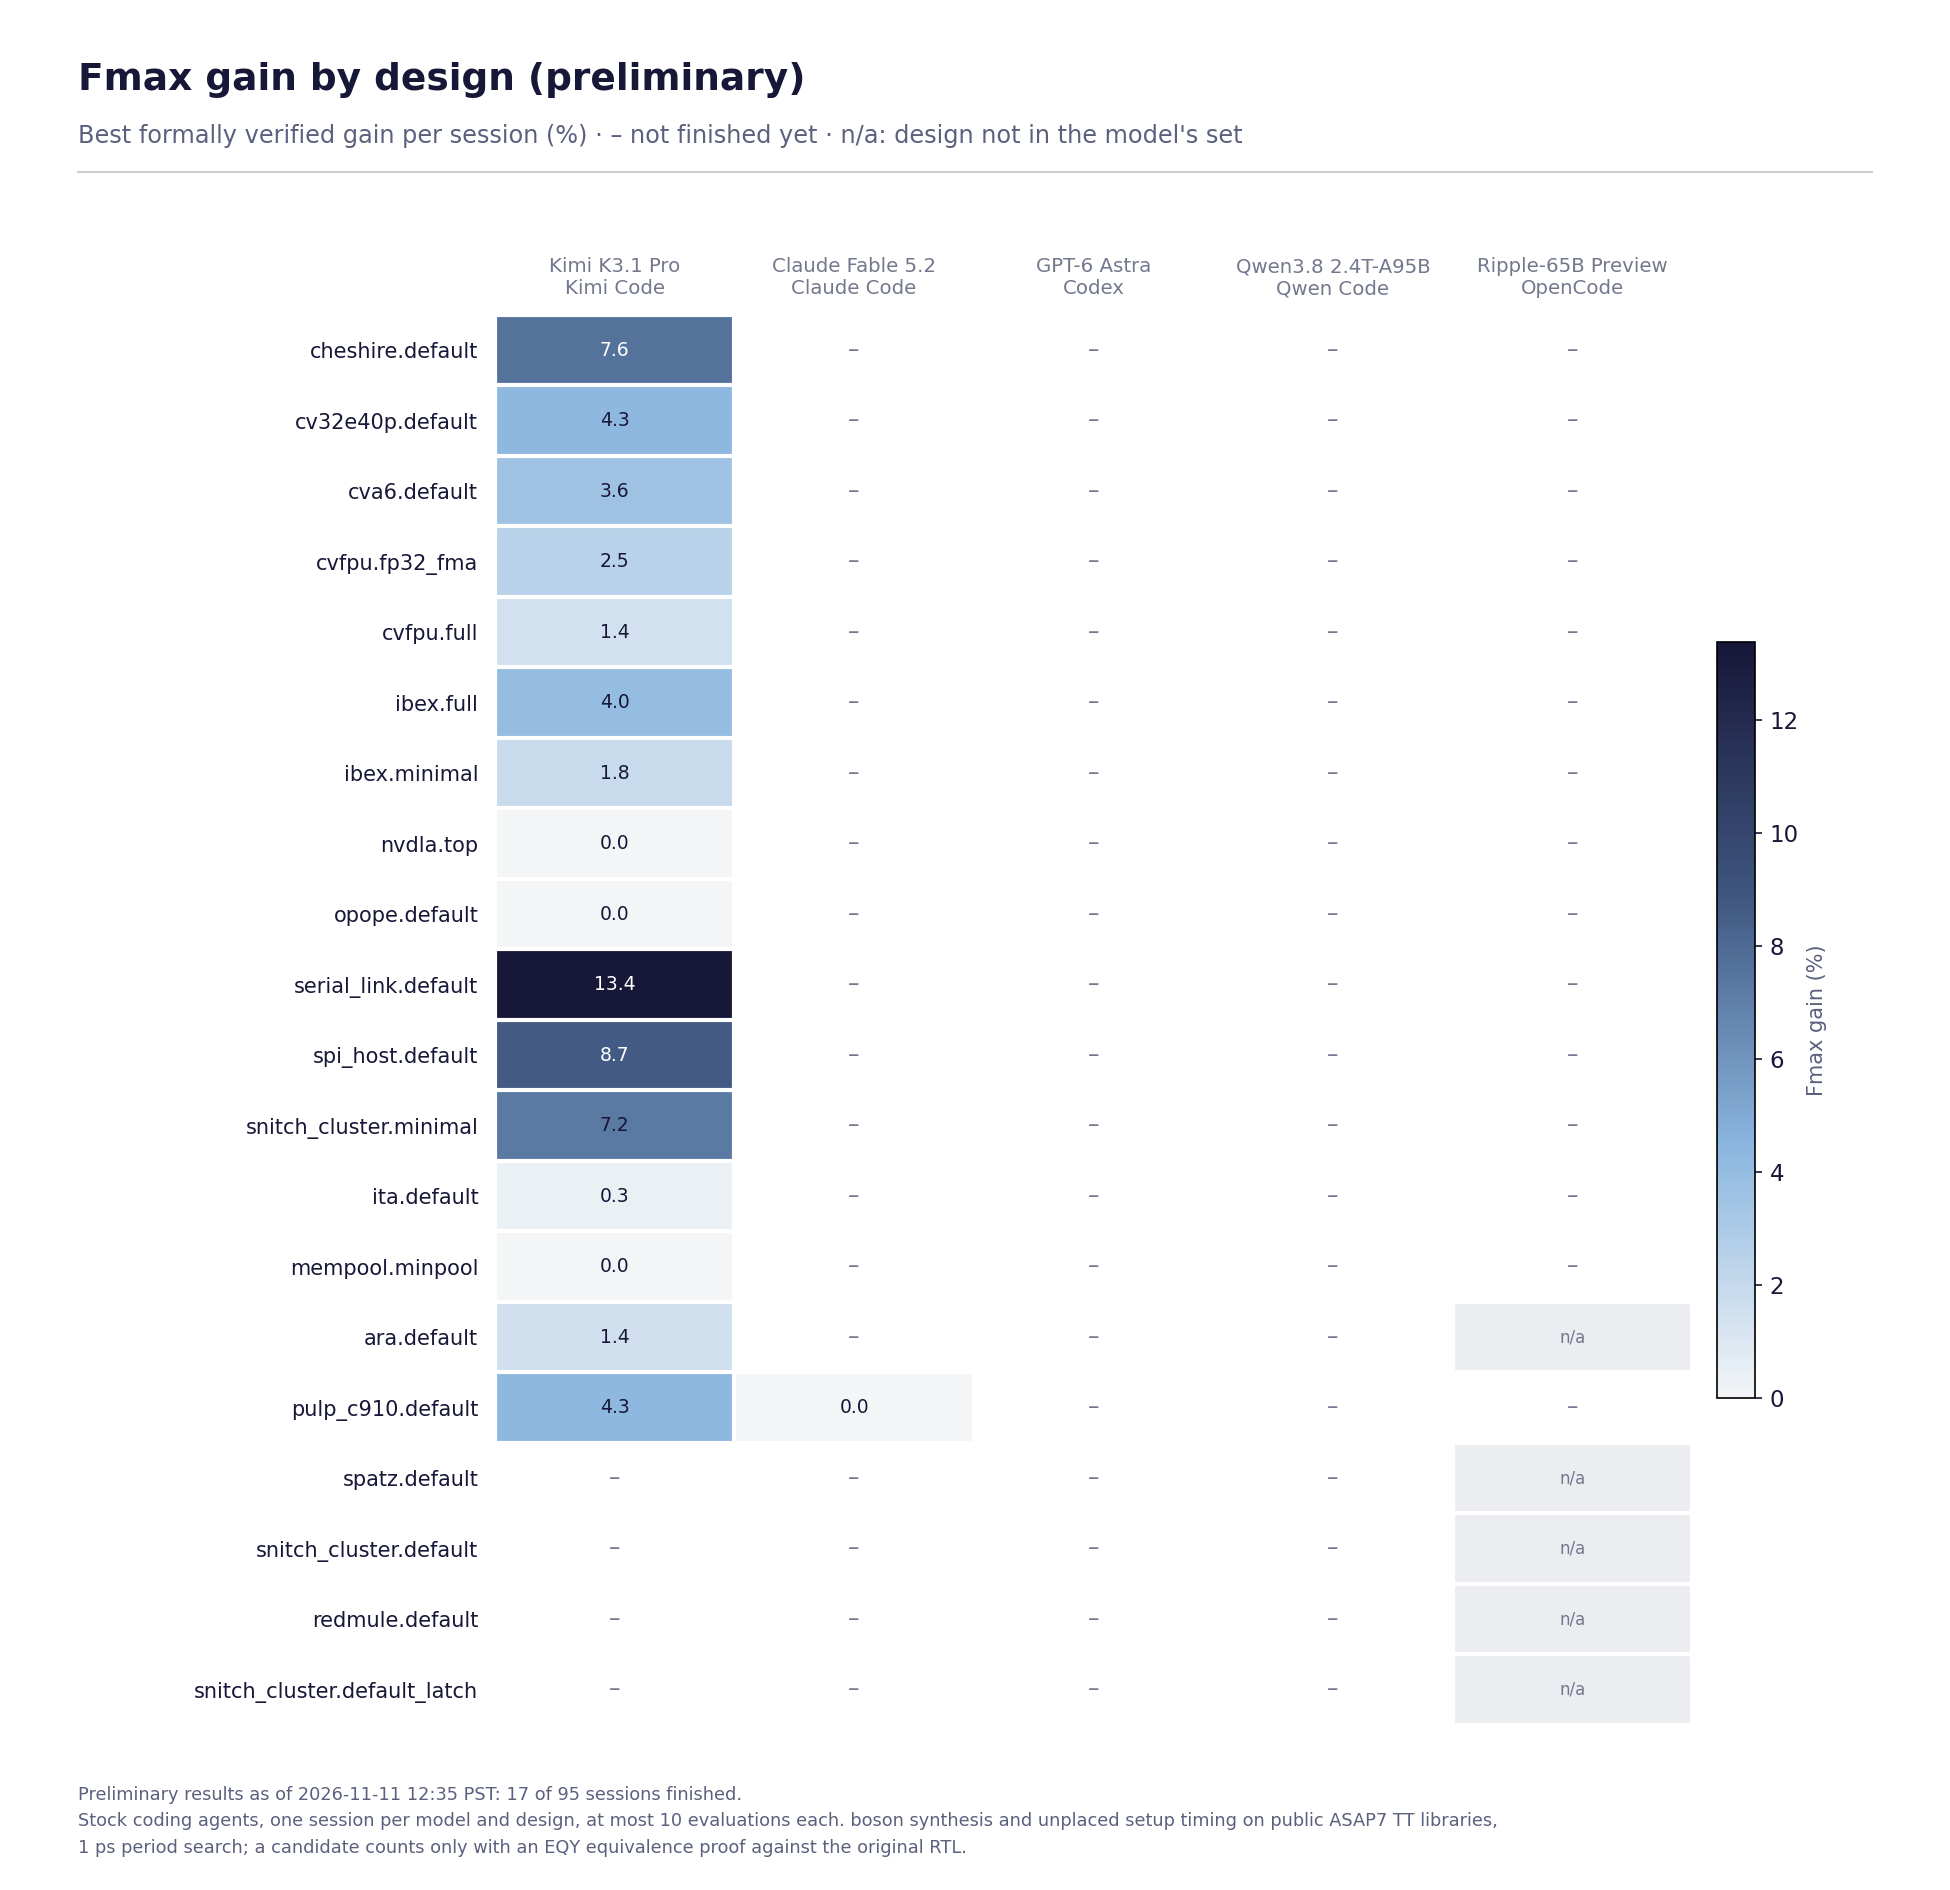 Fmax gain by design (preliminary)
Best formally verified gain per session (%) · – not finished yet · n/a: design not in the model's set
Kimi K3.1 Pro Claude Fable 5.2 GPT-6 Astra Qwen3.8 2.4T-A95B Ripple-65B Preview
Kimi Code Claude Code Codex Qwen Code OpenCode
cheshire.default 7.6 – – – –
cv32e40p.default 4.3 – – – –
cva6.default 3.6 – – – –
cvfpu.fp32_fma 2.5 – – – –
cvfpu.full 1.4 – – – –
ibex.full 4.0 – – – –
ibex.minimal 1.8 – – – –
nvdla.top 0.0 – – – –
opope.default 0.0 – – – –
serial_link.default 13.4 – – – –
spi_host.default 8.7 – – – –
snitch_cluster.minimal 7.2 – – – –
ita.default 0.3 – – – –
mempool.minpool 0.0 – – – –
ara.default 1.4 – – – n/a
pulp_c910.default 4.3 0.0 – – –
spatz.default – – – – n/a
snitch_cluster.default – – – – n/a
redmule.default – – – – n/a
snitch_cluster.default_latch – – – – n/a
12
10
8
6
4
2
0
Fmax gain (%)
Preliminary results as of 2026-11-11 12:35 PST: 17 of 95 sessions finished.
Stock coding agents, one session per model and design, at most 10 evaluations each. boson synthesis and unplaced setup timing on public ASAP7 TT libraries,
1 ps period search; a candidate counts only with an EQY equivalence proof against the original RTL.